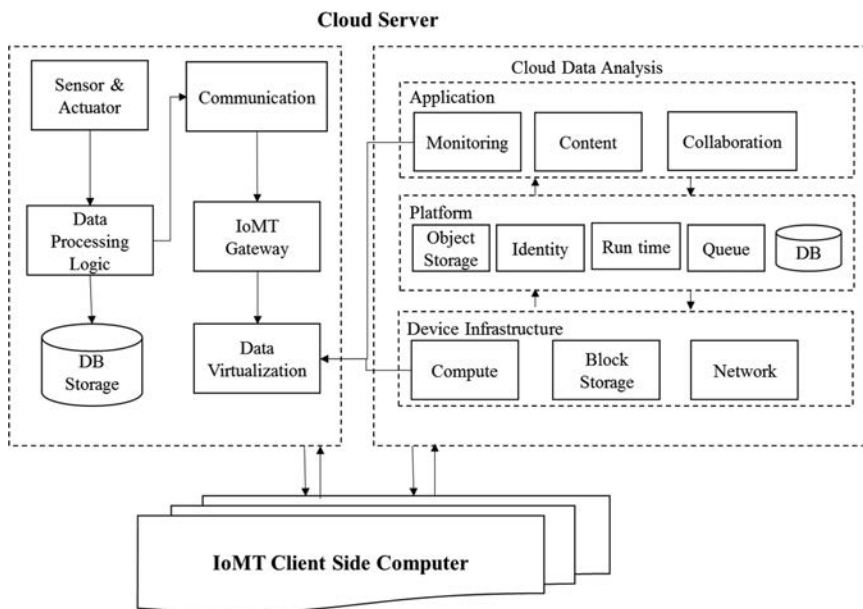 Cloud Server
Sensor &
Actuator
Communication
Data
Processing
Logic
IoMT
Gateway
DB
Storage
Data
Virtualization
Cloud Data Analysis
Application
Monitoring
Content
Collaboration
Platform
Object
Storage
Identity
Run time
Queue
DB
Device Infrastructure
Compute
Block
Storage
Network
IoMT Client Side Computer